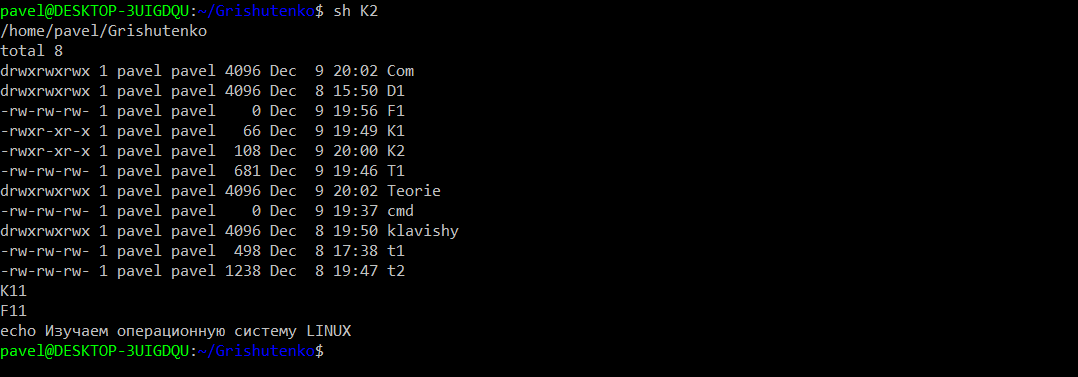 pavel@DESKTOP-3UIGDQU:~/Grishutenko$ sh K2
/home/pavel/Grishutenko
total 8
drwxrwxrwx 1 pavel pavel 4096 Dec  9 20:02 Com
drwxrwxrwx 1 pavel pavel 4096 Dec  8 15:50 D1
-rw-rw-rw- 1 pavel pavel    0 Dec  9 19:56 F1
-rwxr-xr-x 1 pavel pavel   66 Dec  9 19:49 K1
-rwxr-xr-x 1 pavel pavel  108 Dec  9 20:00 K2
-rw-rw-rw- 1 pavel pavel  681 Dec  9 19:46 T1
drwxrwxrwx 1 pavel pavel 4096 Dec  9 20:02 Teorie
-rw-rw-rw- 1 pavel pavel    0 Dec  9 19:37 cmd
drwxrwxrwx 1 pavel pavel 4096 Dec  8 19:50 klavishy
-rw-rw-rw- 1 pavel pavel  498 Dec  8 17:38 t1
-rw-rw-rw- 1 pavel pavel 1238 Dec  8 19:47 t2
K11
F11
echo Изучаем операционную систему LINUX
pavel@DESKTOP-3UIGDQU:~/Grishutenko$